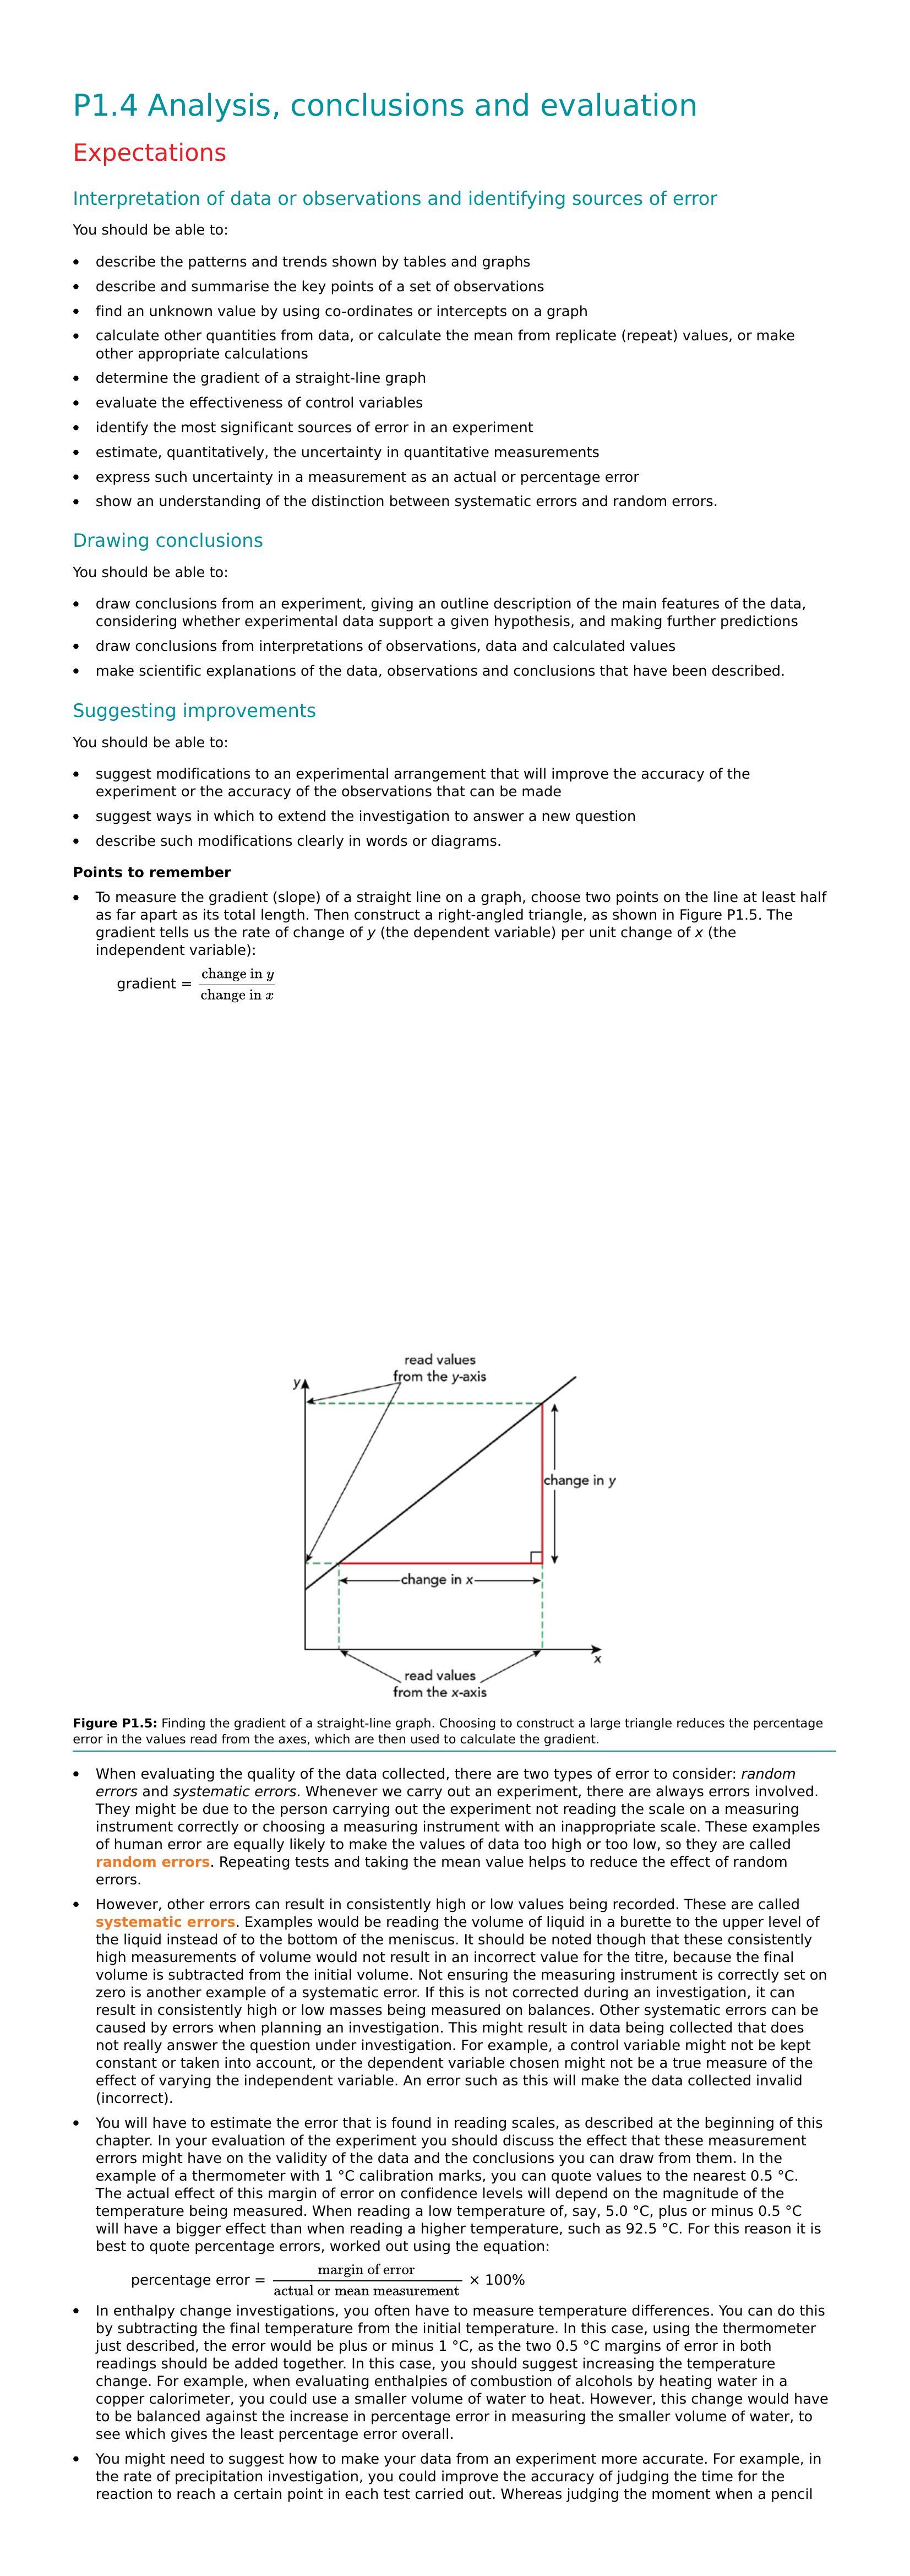 P1.4 Analysis, conclusions and evaluation
Expectations
Interpretation of data or observations and identifying sources of error
You should be able to:
• describe the patterns and trends shown by tables and graphs
• describe and summarise the key points of a set of observations
• find an unknown value by using co-ordinates or intercepts on a graph
• calculate other quantities from data, or calculate the mean from replicate (repeat) values, or make
other appropriate calculations
• determine the gradient of a straight-line graph
• evaluate the effectiveness of control variables
• identify the most significant sources of error in an experiment
• estimate, quantitatively, the uncertainty in quantitative measurements
• express such uncertainty in a measurement as an actual or percentage error
• show an understanding of the distinction between systematic errors and random errors.
Drawing conclusions
You should be able to:
• draw conclusions from an experiment, giving an outline description of the main features of the data,
considering whether experimental data support a given hypothesis, and making further predictions
• draw conclusions from interpretations of observations, data and calculated values
• make scientific explanations of the data, observations and conclusions that have been described.
Suggesting improvements
You should be able to:
• suggest modifications to an experimental arrangement that will improve the accuracy of the
experiment or the accuracy of the observations that can be made
• suggest ways in which to extend the investigation to answer a new question
• describe such modifications clearly in words or diagrams.
Points to remember
• To measure the gradient (slope) of a straight line on a graph, choose two points on the line at least half
as far apart as its total length. Then construct a right-angled triangle, as shown in Figure P1.5. The
gradient tells us the rate of change of y (the dependent variable) per unit change of x (the
independent variable):
gradient = change in y / change in x
read values
from the y-axis
y
change in y
change in x
x
read values
from the x-axis
Figure P1.5: Finding the gradient of a straight-line graph. Choosing to construct a large triangle reduces the percentage
error in the values read from the axes, which are then used to calculate the gradient.
• When evaluating the quality of the data collected, there are two types of error to consider: random
errors and systematic errors. Whenever we carry out an experiment, there are always errors involved.
They might be due to the person carrying out the experiment not reading the scale on a measuring
instrument correctly or choosing a measuring instrument with an inappropriate scale. These examples
of human error are equally likely to make the values of data too high or too low, so they are called
random errors. Repeating tests and taking the mean value helps to reduce the effect of random
errors.
• However, other errors can result in consistently high or low values being recorded. These are called
systematic errors. Examples would be reading the volume of liquid in a burette to the upper level of
the liquid instead of to the bottom of the meniscus. It should be noted though that these consistently
high measurements of volume would not result in an incorrect value for the titre, because the final
volume is subtracted from the initial volume. Not ensuring the measuring instrument is correctly set on
zero is another example of a systematic error. If this is not corrected during an investigation, it can
result in consistently high or low masses being measured on balances. Other systematic errors can be
caused by errors when planning an investigation. This might result in data being collected that does
not really answer the question under investigation. For example, a control variable might not be kept
constant or taken into account, or the dependent variable chosen might not be a true measure of the
effect of varying the independent variable. An error such as this will make the data collected invalid
(incorrect).
• You will have to estimate the error that is found in reading scales, as described at the beginning of this
chapter. In your evaluation of the experiment you should discuss the effect that these measurement
errors might have on the validity of the data and the conclusions you can draw from them. In the
example of a thermometer with 1 °C calibration marks, you can quote values to the nearest 0.5 °C.
The actual effect of this margin of error on confidence levels will depend on the magnitude of the
temperature being measured. When reading a low temperature of, say, 5.0 °C, plus or minus 0.5 °C
will have a bigger effect than when reading a higher temperature, such as 92.5 °C. For this reason it is
best to quote percentage errors, worked out using the equation:
percentage error = margin of error / actual or mean measurement × 100%
• In enthalpy change investigations, you often have to measure temperature differences. You can do this
by subtracting the final temperature from the initial temperature. In this case, using the thermometer
just described, the error would be plus or minus 1 °C, as the two 0.5 °C margins of error in both
readings should be added together. In this case, you should suggest increasing the temperature
change. For example, when evaluating enthalpies of combustion of alcohols by heating water in a
copper calorimeter, you could use a smaller volume of water to heat. However, this change would have
to be balanced against the increase in percentage error in measuring the smaller volume of water, to
see which gives the least percentage error overall.
• You might need to suggest how to make your data from an experiment more accurate. For example, in
the rate of precipitation investigation, you could improve the accuracy of judging the time for the
reaction to reach a certain point in each test carried out. Whereas judging the moment when a pencil